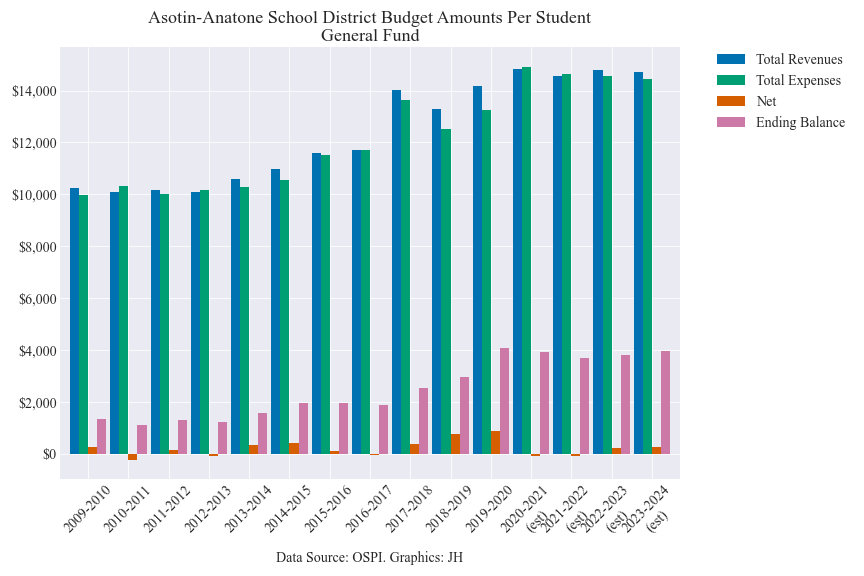 Asotin-Anatone School District Budget Amounts Per Student
General Fund
Total Revenues
Total Expenses
Net
Ending Balance
$14,000
$12,000
$10,000
$8,000
$6,000
$4,000
$2,000
$0
2009-2010
2010-2011
2011-2012
2012-2013
2013-2014
2014-2015
2015-2016
2016-2017
2017-2018
2018-2019
2019-2020
2020-2021
(est)
2021-2022
(est)
2022-2023
(est)
2023-2024
(est)
Data Source: OSPI. Graphics: JH